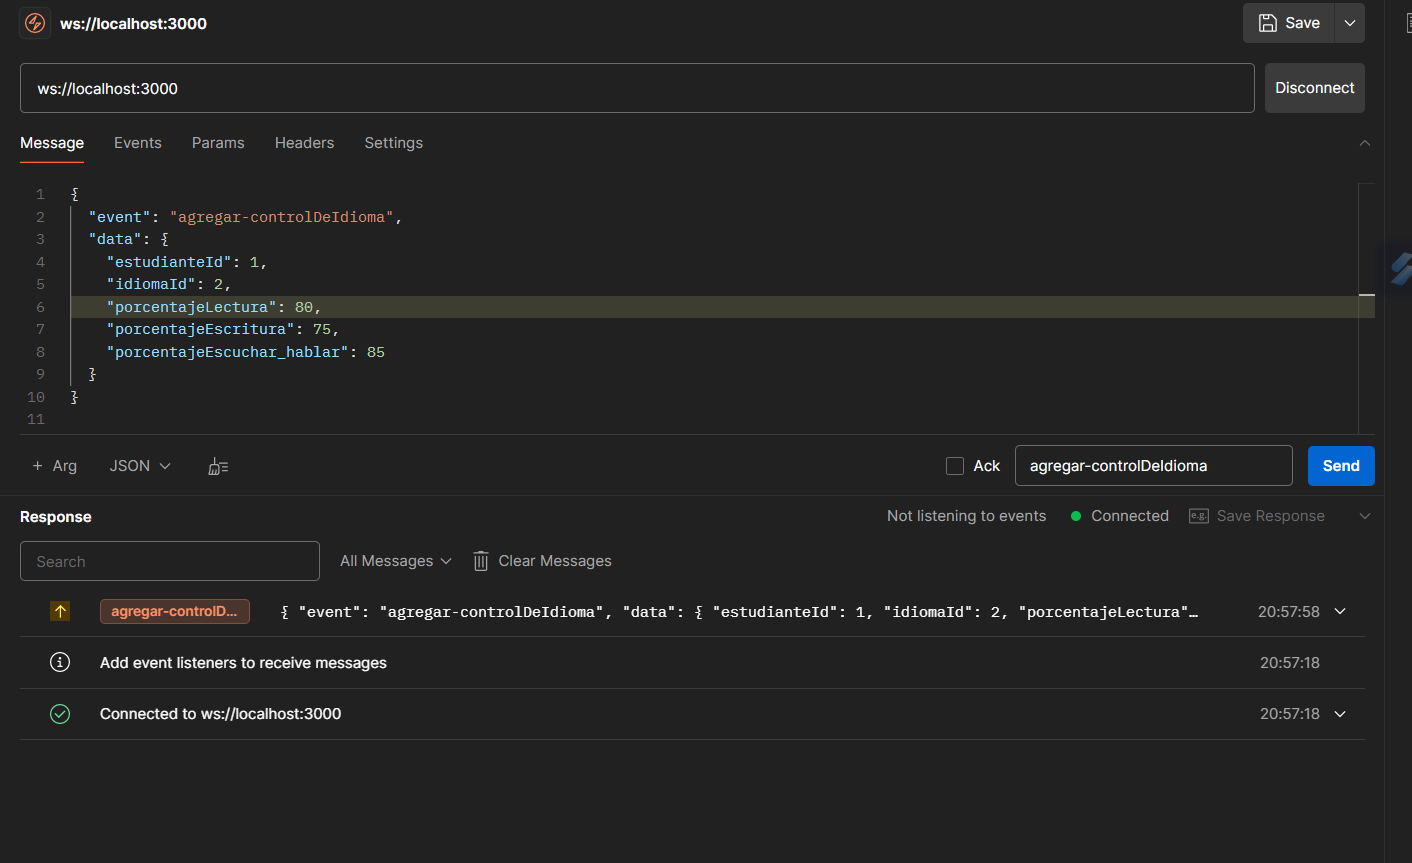 ws://localhost:3000
Save
ws://localhost:3000
Disconnect
Message Events Params Headers Settings
1 {
2 "event": "agregar-controlDeIdioma",
3 "data": {
4 "estudianteId": 1,
5 "idiomaId": 2,
6 "porcentajeLectura": 80,
7 "porcentajeEscritura": 75,
8 "porcentajeEscuchar_hablar": 85
9 }
10 }
11
+ Arg JSON Ack agregar-controlDeIdioma Send
Response Not listening to events Connected e.g. Save Response
Search All Messages Clear Messages
agregar-controlD... { "event": "agregar-controlDeIdioma", "data": { "estudianteId": 1, "idiomaId": 2, "porcentajeLectura"… 20:57:58
Add event listeners to receive messages 20:57:18
Connected to ws://localhost:3000 20:57:18